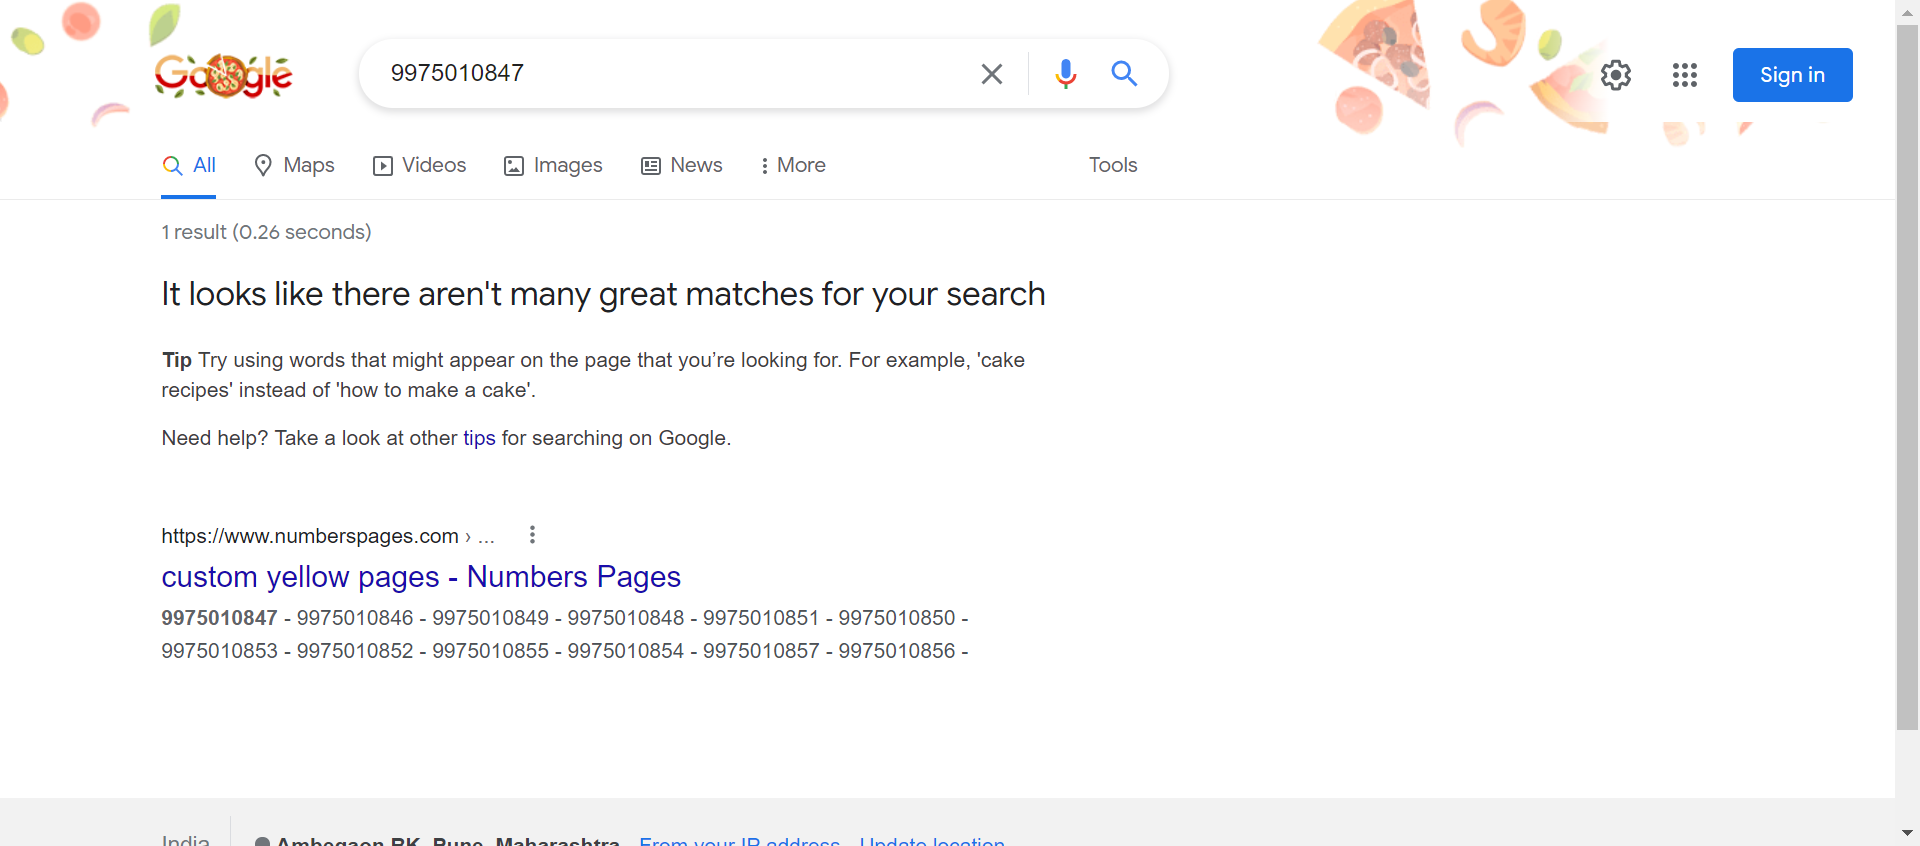 Google
9975010847
Sign in
All Maps Videos Images News More Tools
1 result (0.26 seconds)
It looks like there aren't many great matches for your search
Tip Try using words that might appear on the page that you’re looking for. For example, 'cake
recipes' instead of 'how to make a cake'.
Need help? Take a look at other tips for searching on Google.
https://www.numberspages.com › ...
custom yellow pages - Numbers Pages
9975010847 - 9975010846 - 9975010849 - 9975010848 - 9975010851 - 9975010850 -
9975010853 - 9975010852 - 9975010855 - 9975010854 - 9975010857 - 9975010856 -
India Ambegaon BK, Pune, Maharashtra From your IP address Update location